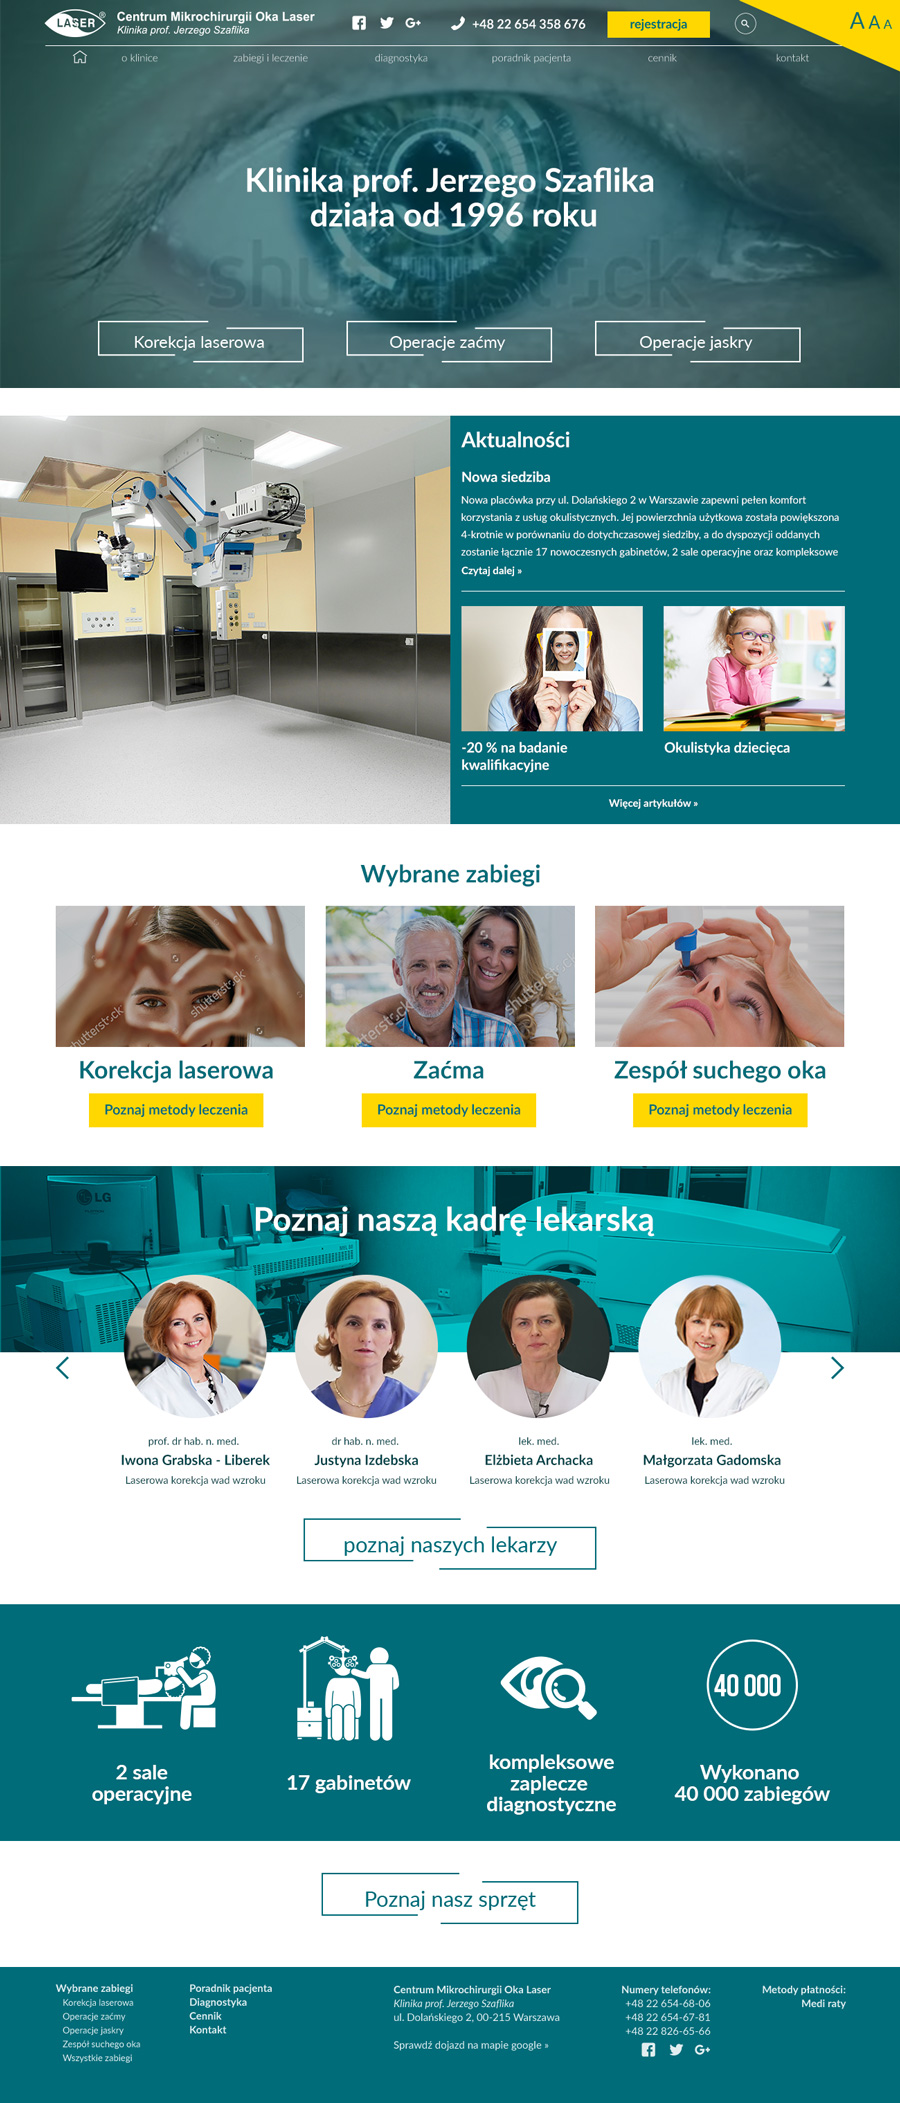 LASER ®
Centrum Mikrochirurgii Oka Laser
Klinika prof. Jerzego Szaflika
+48 22 654 358 676
rejestracja
A A A
o klinice
zabiegi i leczenie
diagnostyka
poradnik pacjenta
cennik
kontakt
Klinika prof. Jerzego Szaflika
działa od 1996 roku
shutterstock
Korekcja laserowa
Operacje zaćmy
Operacje jaskry
Aktualności
Nowa siedziba
Nowa placówka przy ul. Dolańskiego 2 w Warszawie zapewni pełen komfort
korzystania z usług okulistycznych. Jej powierzchnia użytkowa została powiększona
4-krotnie w porównaniu do dotychczasowej siedziby, a do dyspozycji oddanych
zostanie łącznie 17 nowoczesnych gabinetów, 2 sale operacyjne oraz kompleksowe
Czytaj dalej »
-20 % na badanie
kwalifikacyjne
Okulistyka dziecięca
Więcej artykułów »
Wybrane zabiegi
shutterstock
shutterstock
shutterstock
shutterstock
Korekcja laserowa
Zaćma
Zespół suchego oka
Poznaj metody leczenia
Poznaj metody leczenia
Poznaj metody leczenia
LG
Poznaj naszą kadrę lekarską
prof. dr hab. n. med.
Iwona Grabska - Liberek
Laserowa korekcja wad wzroku
dr hab. n. med.
Justyna Izdebska
Laserowa korekcja wad wzroku
lek. med.
Elżbieta Archacka
Laserowa korekcja wad wzroku
lek. med.
Małgorzata Gadomska
Laserowa korekcja wad wzroku
poznaj naszych lekarzy
2 sale
operacyjne
17 gabinetów
kompleksowe
zaplecze
diagnostyczne
40 000
Wykonano
40 000 zabiegów
Poznaj nasz sprzęt
Wybrane zabiegi
Korekcja laserowa
Operacje zaćmy
Operacje jaskry
Zespół suchego oka
Wszystkie zabiegi
Poradnik pacjenta
Diagnostyka
Cennik
Kontakt
Centrum Mikrochirurgii Oka Laser
Klinika prof. Jerzego Szaflika
ul. Dolańskiego 2, 00-215 Warszawa
Sprawdź dojazd na mapie google »
Numery telefonów:
+48 22 654-68-06
+48 22 654-67-81
+48 22 826-65-66
Metody płatności:
Medi raty